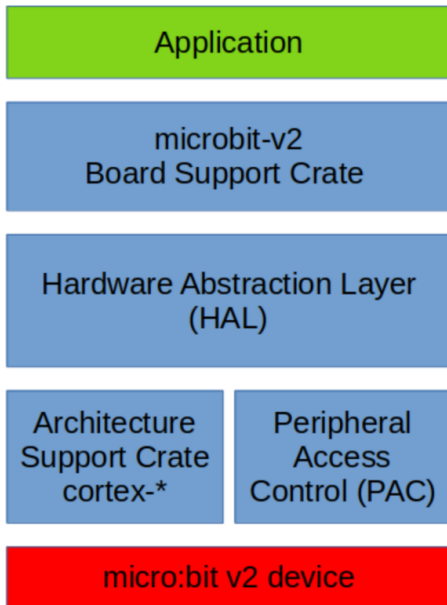 Application
microbit-v2
Board Support Crate
Hardware Abstraction Layer
(HAL)
Architecture
Support Crate
cortex-*
Peripheral
Access
Control (PAC)
micro:bit v2 device